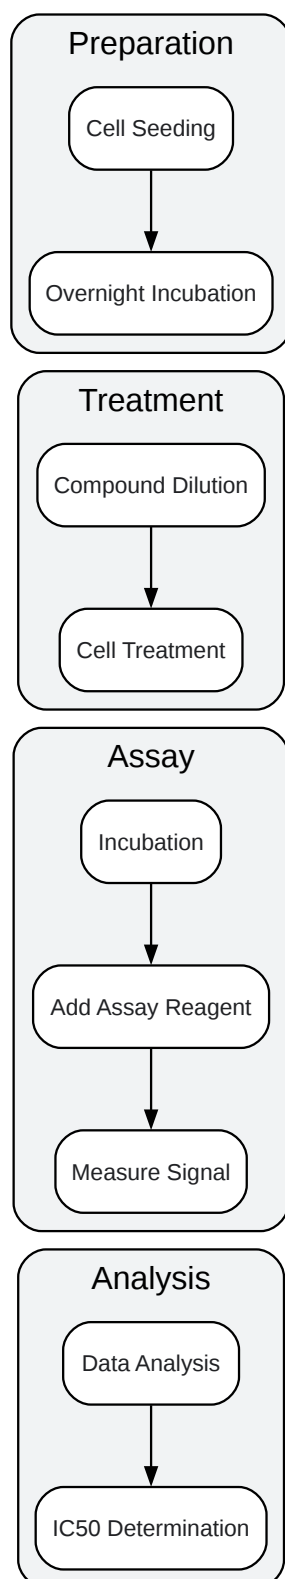 Preparation
Cell Seeding
Overnight Incubation
Treatment
Compound Dilution
Cell Treatment
Assay
Incubation
Add Assay Reagent
Measure Signal
Analysis
Data Analysis
IC50 Determination